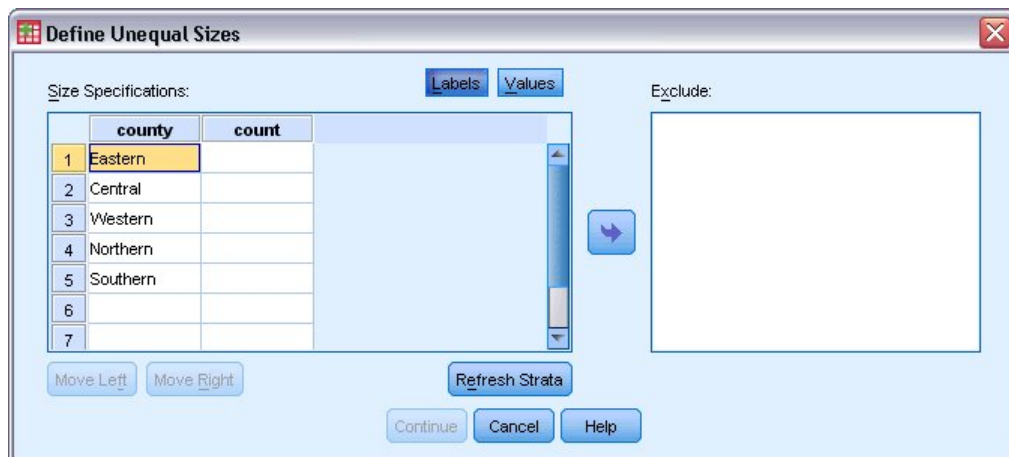 Define Unequal Sizes
Size Specifications:
Labels Values
Exclude:
county count
1 Eastern
2 Central
3 Western
4 Northern
5 Southern
6
7
Move Left Move Right
Refresh Strata
Continue Cancel Help